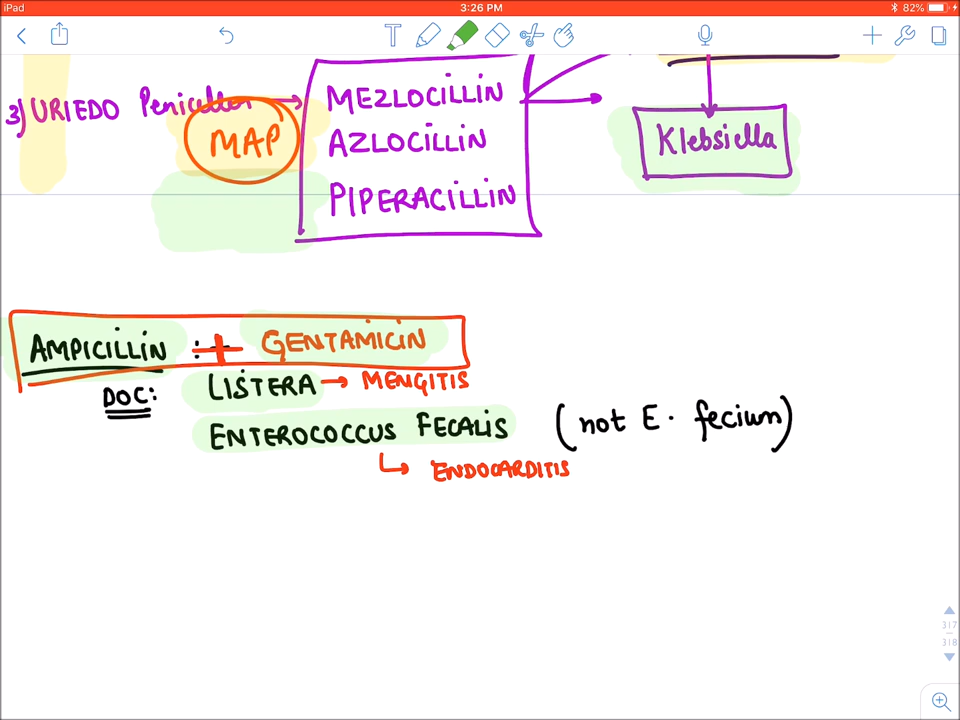 iPad 3:26 PM 82%
3) URIEDO Penicillin → MEZLOCILLIN
MAP
AZLOCILLIN
PIPERACILLIN
Klebsiella
AMPICILLIN :+ GENTAMICIN
DOC: LISTERA → MENGITIS
ENTEROCOCCUS FECALIS (not E. fecium)
ENDOCARDITIS
317
318